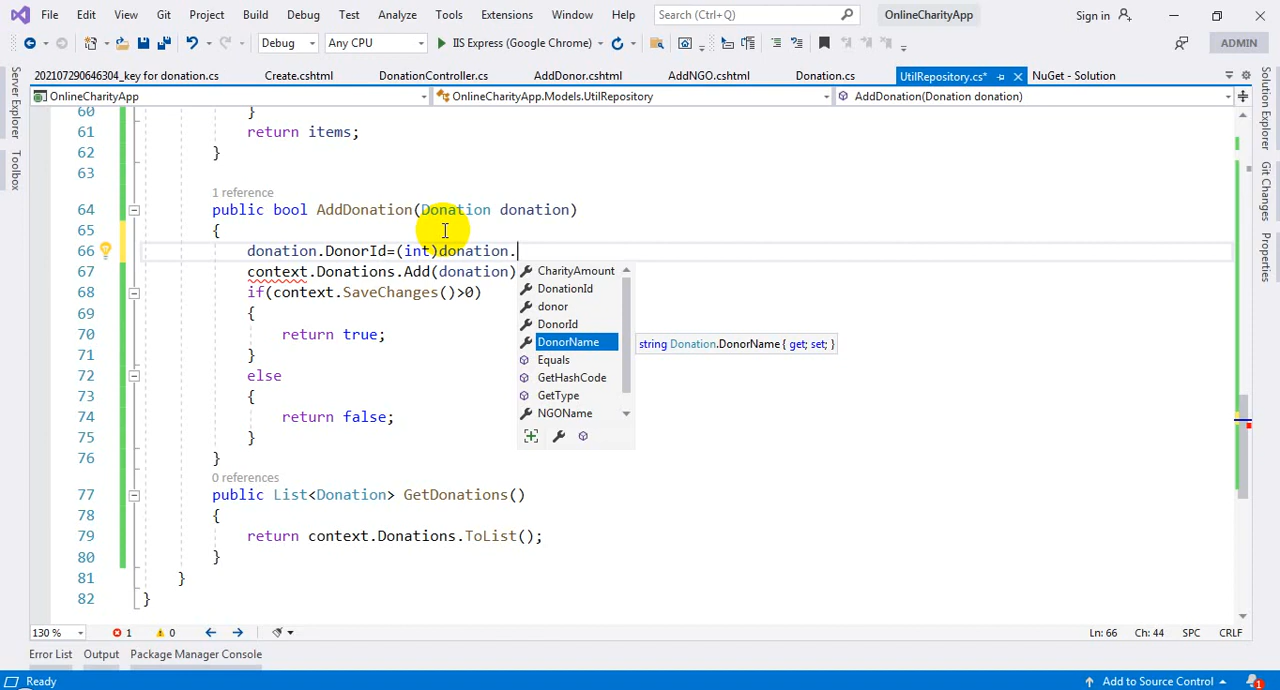 File Edit View Git Project Build Debug Test Analyze Tools Extensions Window Help Search (Ctrl+Q) OnlineCharityApp Sign in
Debug Any CPU IIS Express (Google Chrome) ADMIN
202107290646304_key for donation.cs Create.cshtml DonationController.cs AddDonor.cshtml AddNGO.cshtml Donation.cs UtilRepository.cs* NuGet - Solution
OnlineCharityApp OnlineCharityApp.Models.UtilRepository AddDonation(Donation donation)
Server Explorer
Toolbox
Solution Explorer
Git Changes
Properties
60 }
61 return items;
62 }
63
1 reference
64 public bool AddDonation(Donation donation)
65 {
66 donation.DonorId=(int)donation.
67 context.Donations.Add(donation)
68 if(context.SaveChanges()>0)
69 {
70 return true;
71 }
72 else
73 {
74 return false;
75 }
76 }
0 references
77 public List<Donation> GetDonations()
78 {
79 return context.Donations.ToList();
80 }
81 }
82 }
CharityAmount
DonationId
donor
DonorId
DonorName string Donation.DonorName { get; set; }
Equals
GetHashCode
GetType
NGOName
130 % 1 0 Ln: 66 Ch: 44 SPC CRLF
Error List Output Package Manager Console
Ready Add to Source Control 1